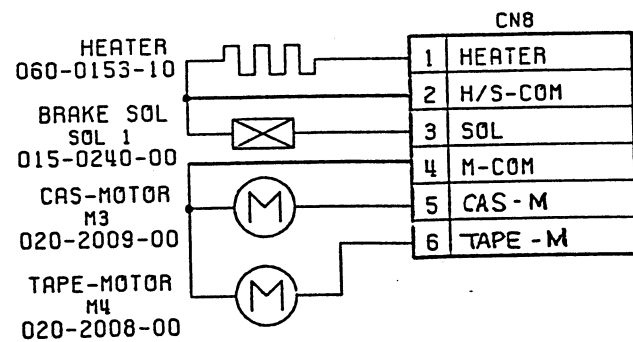 CN8
HEATER
060-0153-10
1 HEATER
2 H/S-COM
BRAKE SOL
SOL 1
015-0240-00
3 SOL
4 M-COM
CAS-MOTOR
M3
020-2009-00
M
5 CAS-M
6 TAPE-M
TAPE-MOTOR
M4
020-2008-00
M